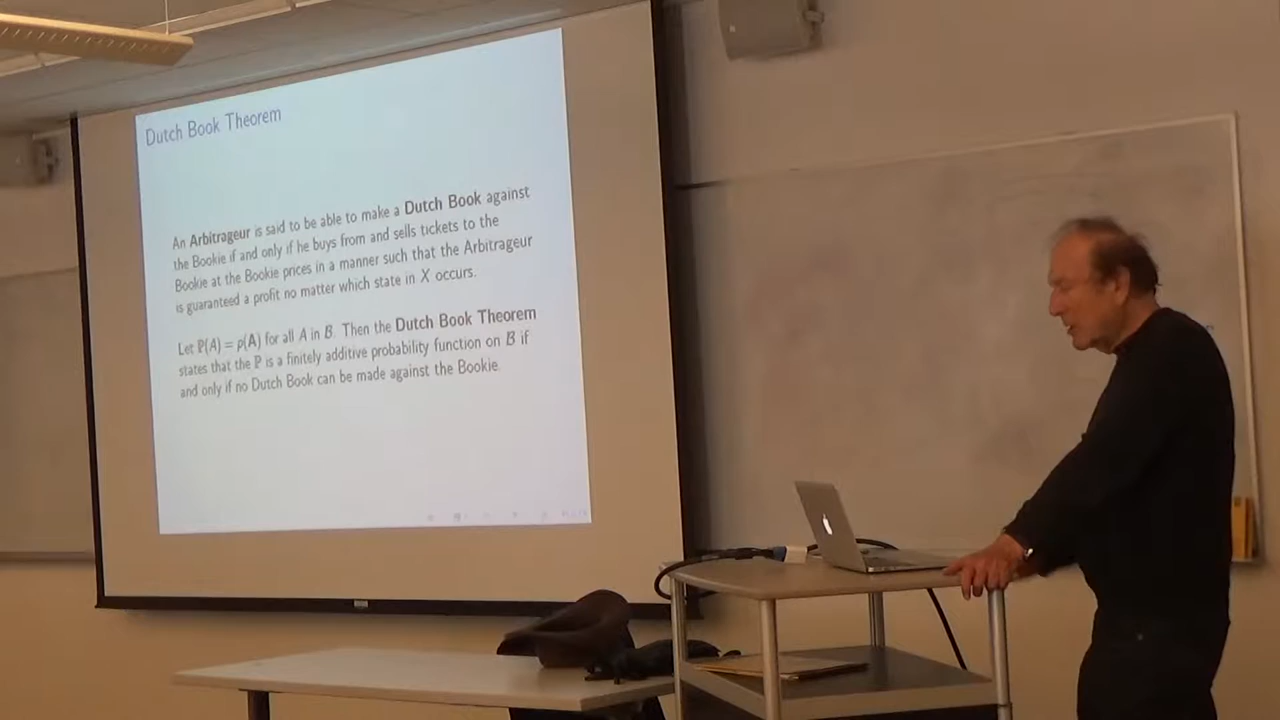 Dutch Book Theorem
An Arbitrageur is said to be able to make a Dutch Book against
the Bookie if and only if he buys from and sells tickets to the
Bookie at the Bookie prices in a manner such that the Arbitrageur
is guaranteed a profit no matter which state in X occurs.
Let ℙ(A) = p(A) for all A in B. Then the Dutch Book Theorem
states that the ℙ is a finitely additive probability function on B if
and only if no Dutch Book can be made against the Bookie.